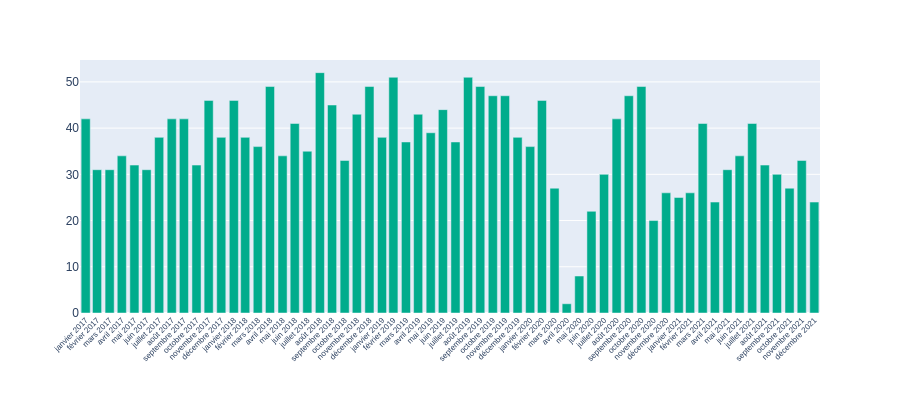 50
40
30
20
10
0
janvier 2017
février 2017
mars 2017
avril 2017
mai 2017
juin 2017
juillet 2017
août 2017
septembre 2017
octobre 2017
novembre 2017
décembre 2017
janvier 2018
février 2018
mars 2018
avril 2018
mai 2018
juin 2018
juillet 2018
août 2018
septembre 2018
octobre 2018
novembre 2018
décembre 2018
janvier 2019
février 2019
mars 2019
avril 2019
mai 2019
juin 2019
juillet 2019
août 2019
septembre 2019
octobre 2019
novembre 2019
décembre 2019
janvier 2020
février 2020
mars 2020
avril 2020
mai 2020
juin 2020
juillet 2020
août 2020
septembre 2020
octobre 2020
novembre 2020
décembre 2020
janvier 2021
février 2021
mars 2021
avril 2021
mai 2021
juin 2021
juillet 2021
août 2021
septembre 2021
octobre 2021
novembre 2021
décembre 2021